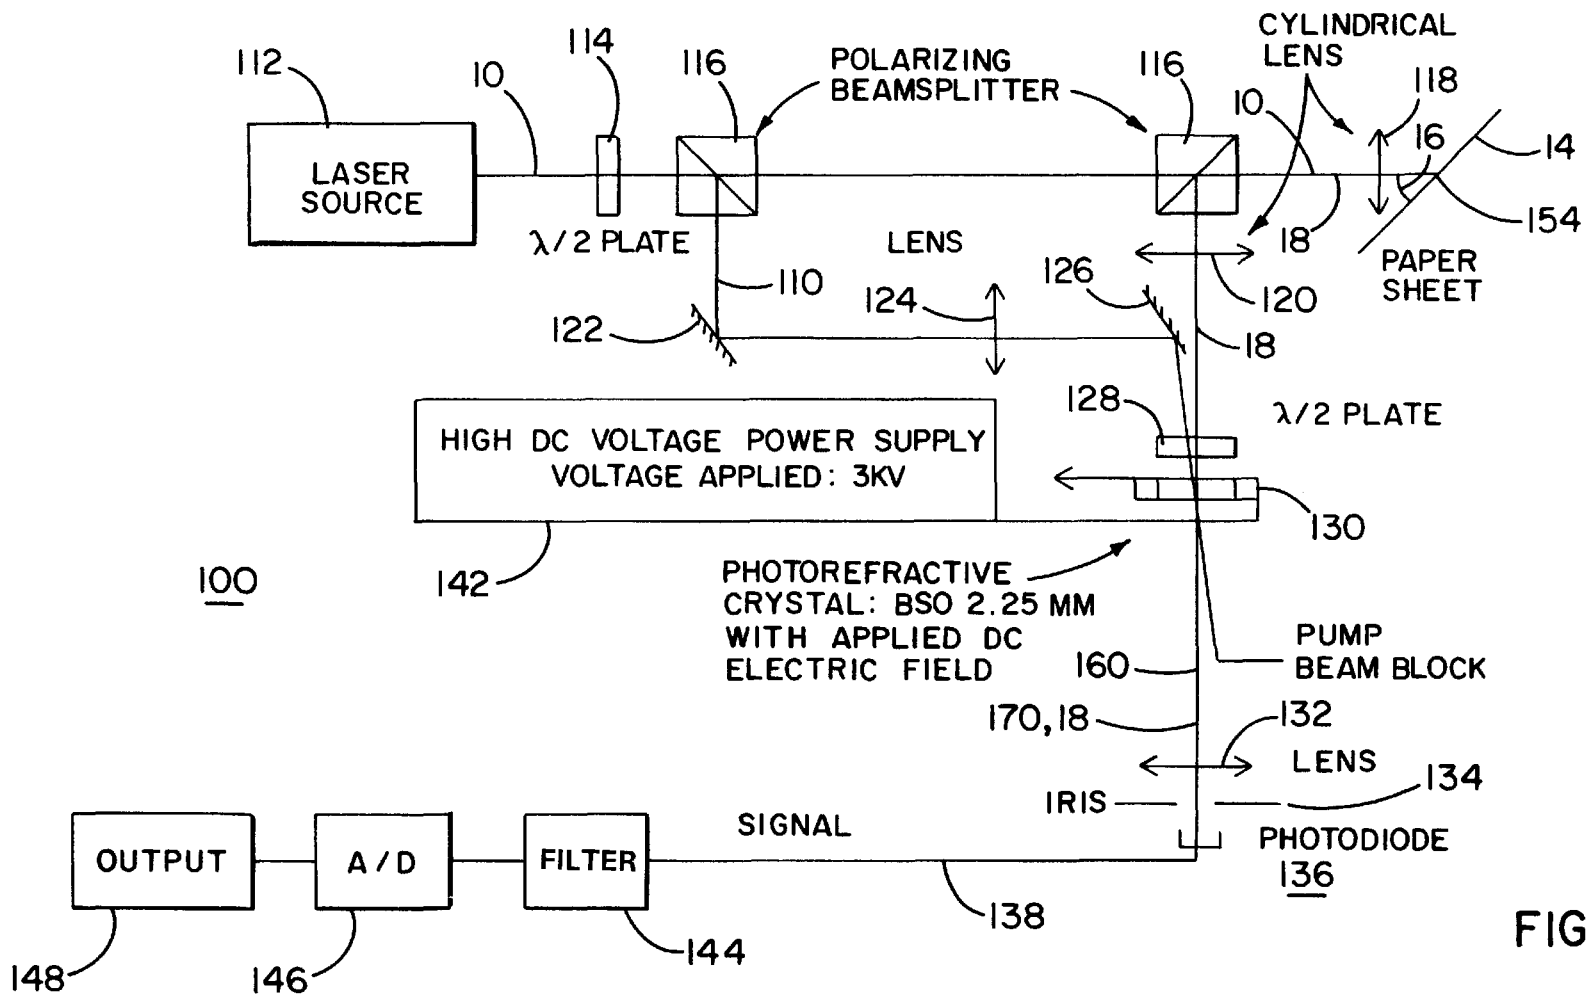 CYLINDRICAL
LENS
114
112
10
116
POLARIZING
BEAMSPLITTER
116
10
118
16
14
LASER
SOURCE
λ/2 PLATE
LENS
18
154
PAPER
SHEET
110
126
120
124
122
18
128
λ/2 PLATE
HIGH DC VOLTAGE POWER SUPPLY
VOLTAGE APPLIED: 3KV
130
142
100
PHOTOREFRACTIVE
CRYSTAL: BSO 2.25 MM
WITH APPLIED DC
ELECTRIC FIELD
160
PUMP
BEAM BLOCK
170,18
132
LENS
134
IRIS
SIGNAL
PHOTODIODE
136
OUTPUT
A/D
FILTER
138
144
146
148
FIG